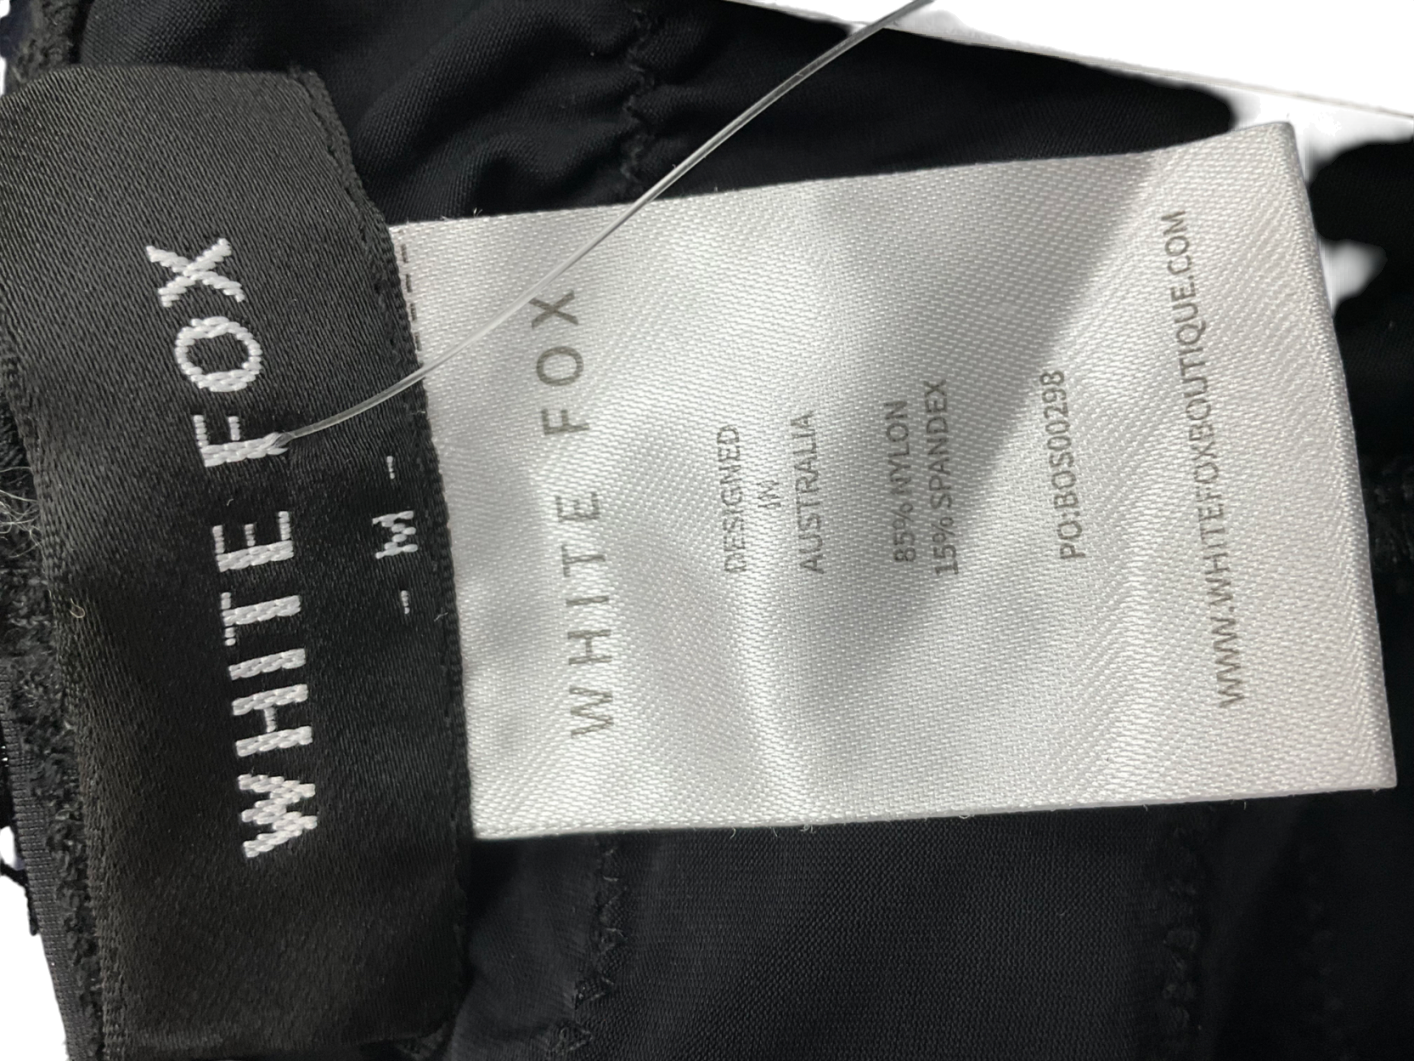 WHITE FOX
- M -
WHITE FOX
DESIGNED
IN
AUSTRALIA
85% NYLON
15% SPANDEX
PO:BOS00298
WWW.WHITEFOXBOUTIQUE.COM